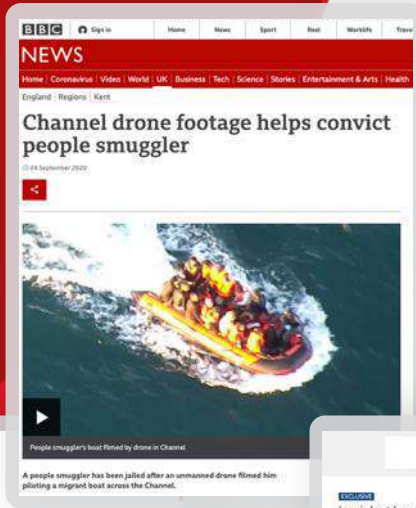 BBC Sign in Home News Sport Reel Worklife Trave
NEWS
Home Coronavirus Video World UK Business Tech Science Stories Entertainment & Arts Health
England Regions Kent
Channel drone footage helps convict
people smuggler
24 September 2020
People smuggler's boat filmed by drone in Channel
A people smuggler has been jailed after an unmanned drone filmed him
piloting a migrant boat across the Channel.
EXCLUSIVE